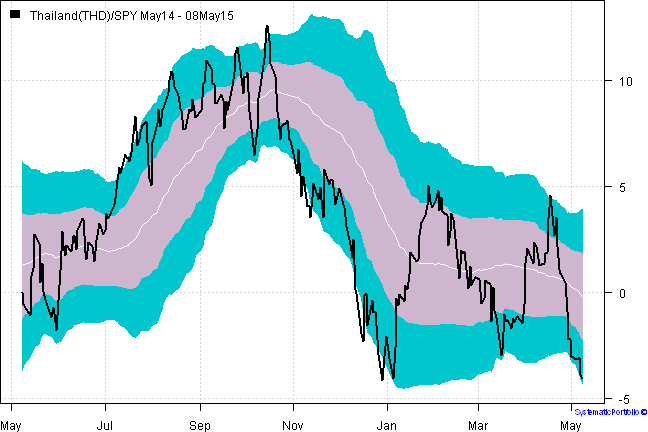 Thailand(THD)/SPY May14 - 08May15
10
5
0
-5
May Jul Sep Nov Jan Mar May
SystematicPortfolio ©